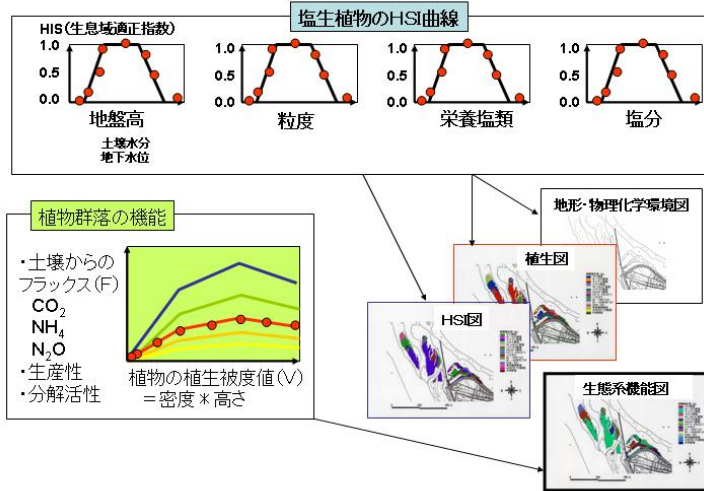 塩生植物のHSI曲線
HIS(生息域適正指数)
1.0
0.5
0.0
地盤高
土壌水分
地下水位
1.0
0.5
0.0
粒度
1.0
0.5
0.0
栄養塩類
1.0
0.5
0.0
塩分
地形・物理化学環境図
植生図
HSI図
生態系機能図
植物群落の機能
・土壌からの
フラックス(F)
CO₂
NH₄
N₂O
・生産性
・分解活性
植物の植生被度値(V)
=密度*高さ